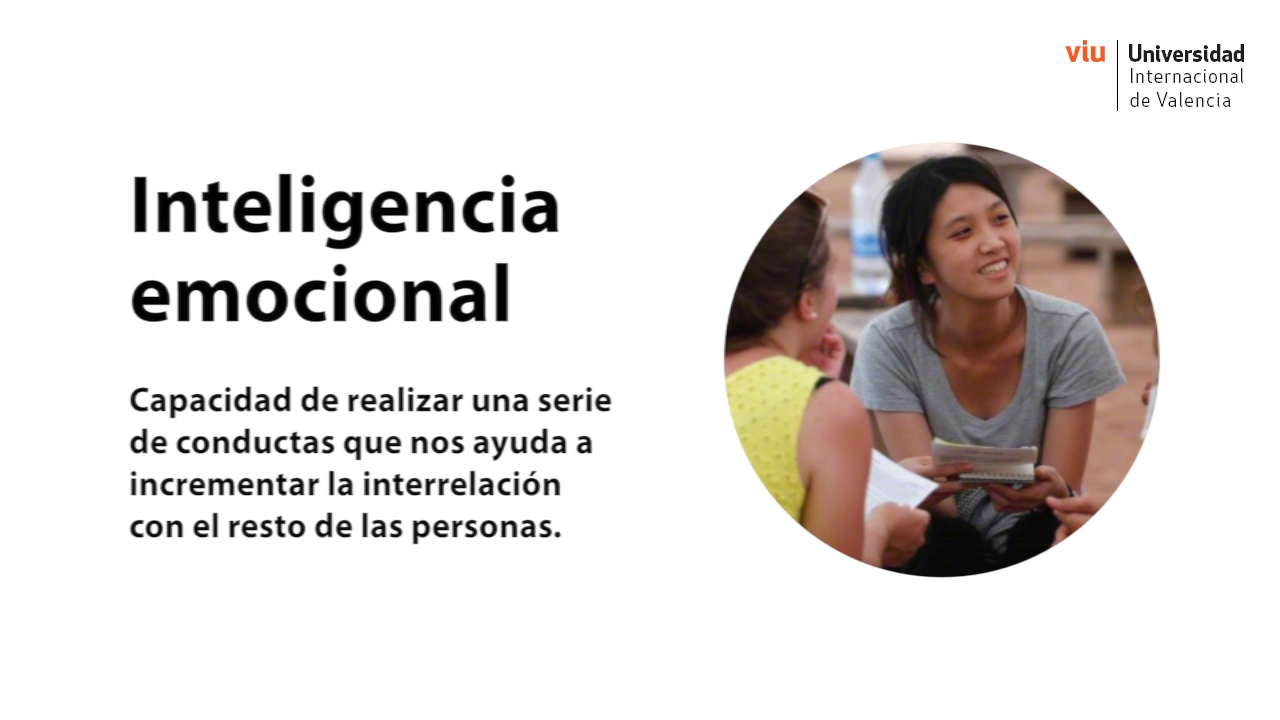 viu
Universidad
Internacional
de Valencia
Inteligencia
emocional
Capacidad de realizar una serie
de conductas que nos ayuda a
incrementar la interrelación
con el resto de las personas.